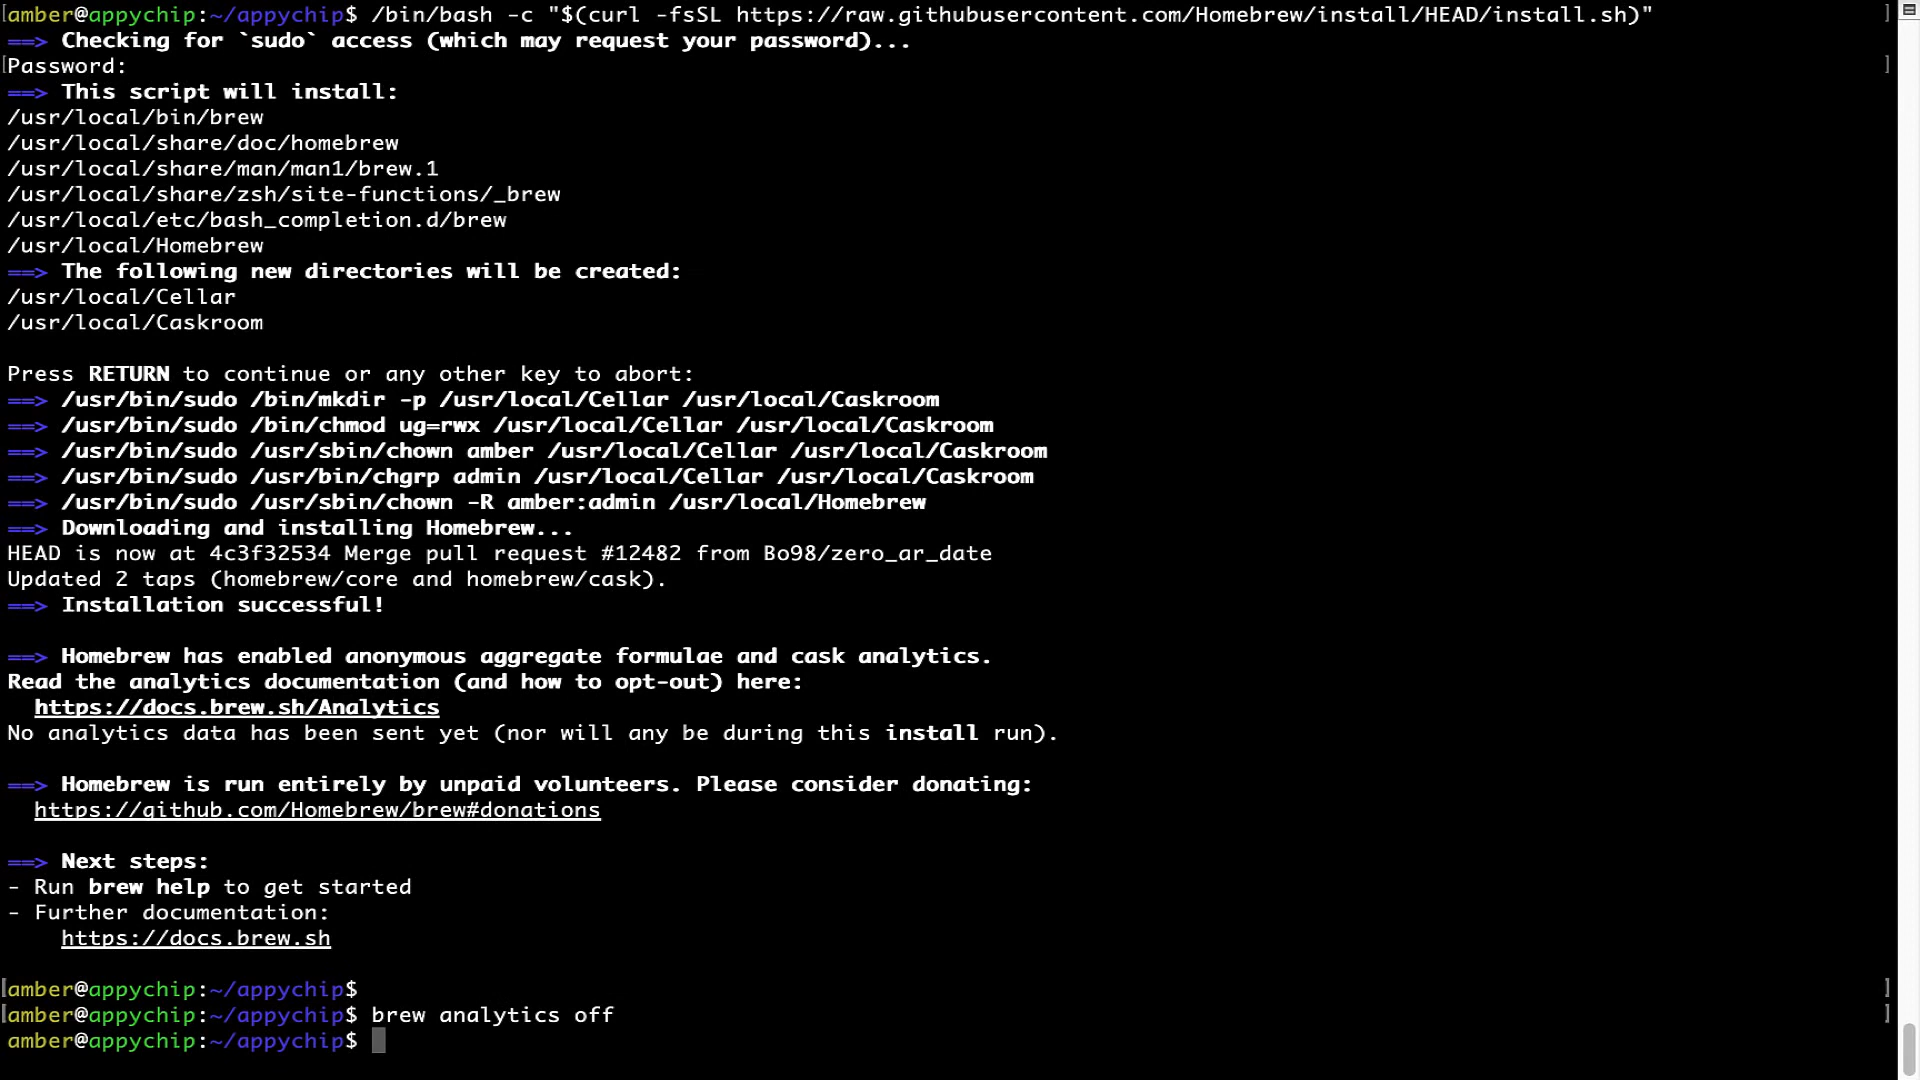 amber@appychip:~/appychip$ /bin/bash -c "$(curl -fsSL https://raw.githubusercontent.com/Homebrew/install/HEAD/install.sh)"
==> Checking for `sudo` access (which may request your password)...
Password:
==> This script will install:
/usr/local/bin/brew
/usr/local/share/doc/homebrew
/usr/local/share/man/man1/brew.1
/usr/local/share/zsh/site-functions/_brew
/usr/local/etc/bash_completion.d/brew
/usr/local/Homebrew
==> The following new directories will be created:
/usr/local/Cellar
/usr/local/Caskroom
Press RETURN to continue or any other key to abort:
==> /usr/bin/sudo /bin/mkdir -p /usr/local/Cellar /usr/local/Caskroom
==> /usr/bin/sudo /bin/chmod ug=rwx /usr/local/Cellar /usr/local/Caskroom
==> /usr/bin/sudo /usr/sbin/chown amber /usr/local/Cellar /usr/local/Caskroom
==> /usr/bin/sudo /usr/bin/chgrp admin /usr/local/Cellar /usr/local/Caskroom
==> /usr/bin/sudo /usr/sbin/chown -R amber:admin /usr/local/Homebrew
==> Downloading and installing Homebrew...
HEAD is now at 4c3f32534 Merge pull request #12482 from Bo98/zero_ar_date
Updated 2 taps (homebrew/core and homebrew/cask).
==> Installation successful!
==> Homebrew has enabled anonymous aggregate formulae and cask analytics.
Read the analytics documentation (and how to opt-out) here:
https://docs.brew.sh/Analytics
No analytics data has been sent yet (nor will any be during this install run).
==> Homebrew is run entirely by unpaid volunteers. Please consider donating:
https://github.com/Homebrew/brew#donations
==> Next steps:
- Run brew help to get started
- Further documentation:
https://docs.brew.sh
amber@appychip:~/appychip$
amber@appychip:~/appychip$ brew analytics off
amber@appychip:~/appychip$